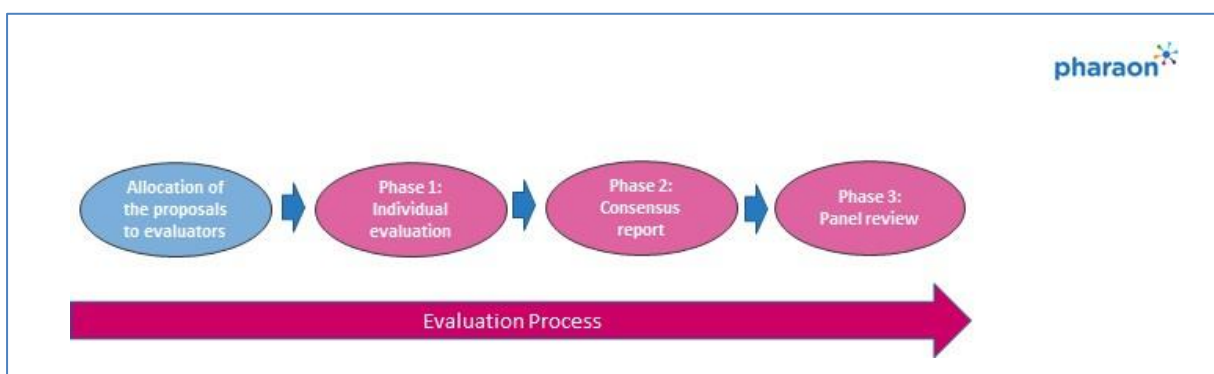 pharaon
Allocation of
the proposals
to evaluators
Phase 1:
Individual
evaluation
Phase 2:
Consensus
report
Phase 3:
Panel review
Evaluation Process